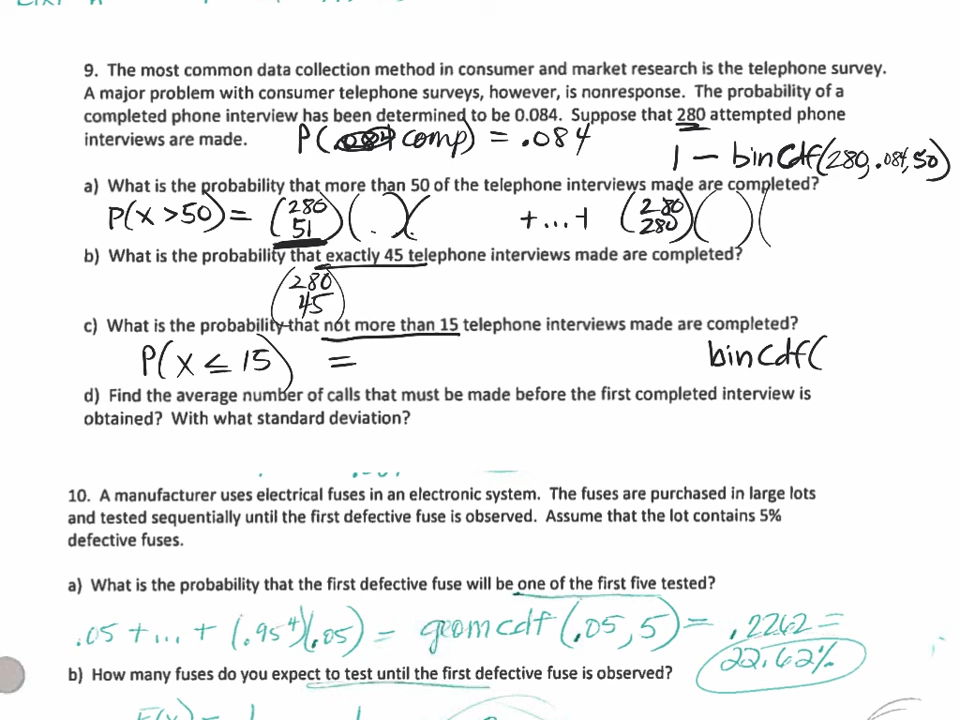 9. The most common data collection method in consumer and market research is the telephone survey.
A major problem with consumer telephone surveys, however, is nonresponse. The probability of a
completed phone interview has been determined to be 0.084. Suppose that 280 attempted phone
interviews are made.
P( comp) = .084
1 - bincdf(280, .084, 50)
a) What is the probability that more than 50 of the telephone interviews made are completed?
P(x >50) = (280 51)( . )( + ... + (280 280)( )(
b) What is the probability that exactly 45 telephone interviews made are completed?
(280 45)
c) What is the probability that not more than 15 telephone interviews made are completed?
P(x ≤ 15) = bincdf(
d) Find the average number of calls that must be made before the first completed interview is
obtained? With what standard deviation?
10. A manufacturer uses electrical fuses in an electronic system. The fuses are purchased in large lots
and tested sequentially until the first defective fuse is observed. Assume that the lot contains 5%
defective fuses.
a) What is the probability that the first defective fuse will be one of the first five tested?
.05 + ... + (.95⁴)(.05) = geomcdf (.05, 5) = .2262 =
22.62%
b) How many fuses do you expect to test until the first defective fuse is observed?